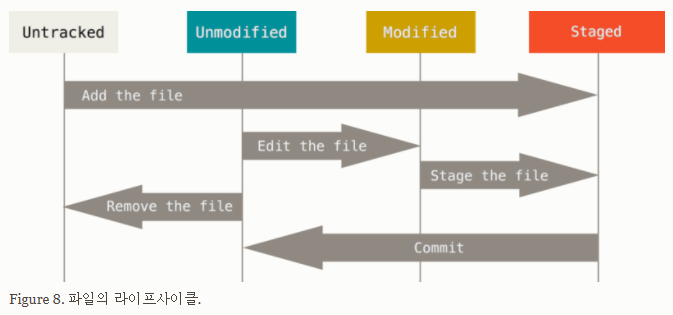 Untracked
Unmodified
Modified
Staged
Add the file
Edit the file
Stage the file
Remove the file
Commit
Figure 8. 파일의 라이프사이클.